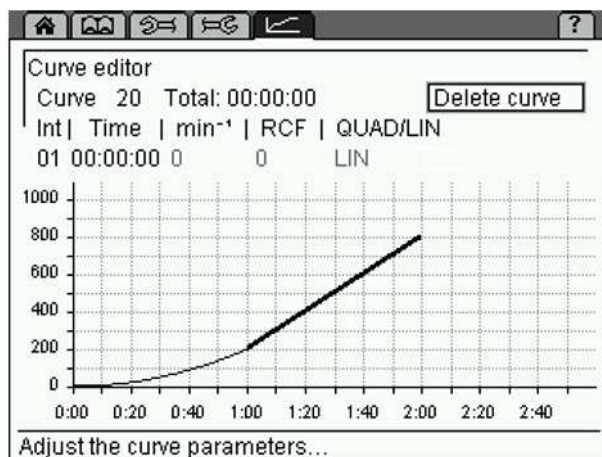 ?
Curve editor
Curve 20 Total: 00:00:00 Delete curve
Int | Time | min⁻¹ | RCF | QUAD/LIN
01 00:00:00 0 0 LIN
1000
800
600
400
200
0
0:00 0:20 0:40 1:00 1:20 1:40 2:00 2:20 2:40
Adjust the curve parameters...